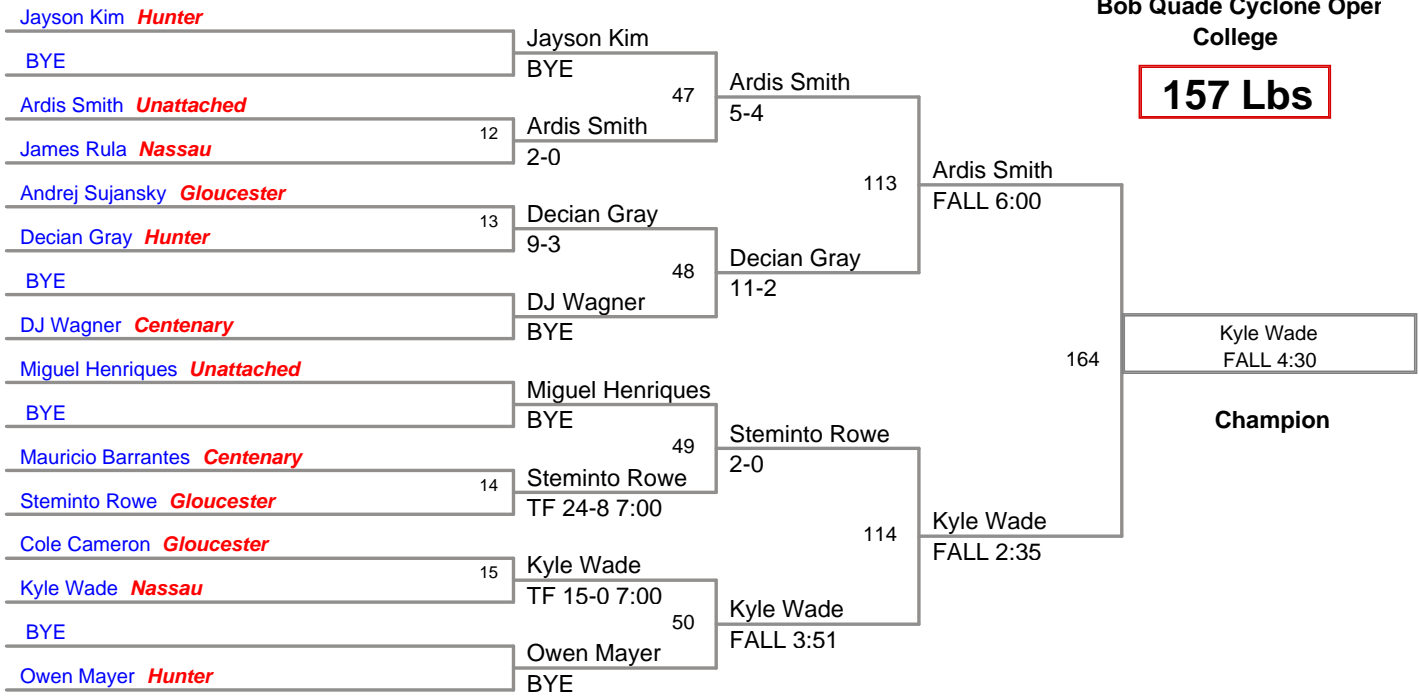 Bob Quade Cyclone Oper
College
157 Lbs
Jayson Kim Hunter
BYE
Ardis Smith Unattached
James Rula Nassau
Andrej Sujansky Gloucester
Decian Gray Hunter
BYE
DJ Wagner Centenary
Miguel Henriques Unattached
BYE
Mauricio Barrantes Centenary
Steminto Rowe Gloucester
Cole Cameron Gloucester
Kyle Wade Nassau
BYE
Owen Mayer Hunter
Jayson Kim
BYE
12
Ardis Smith
2-0
13
Decian Gray
9-3
DJ Wagner
BYE
Miguel Henriques
BYE
14
Steminto Rowe
TF 24-8 7:00
15
Kyle Wade
TF 15-0 7:00
Owen Mayer
BYE
47
Ardis Smith
5-4
48
Decian Gray
11-2
49
Steminto Rowe
2-0
50
Kyle Wade
FALL 3:51
113
Ardis Smith
FALL 6:00
114
Kyle Wade
FALL 2:35
164
Kyle Wade
FALL 4:30
Champion